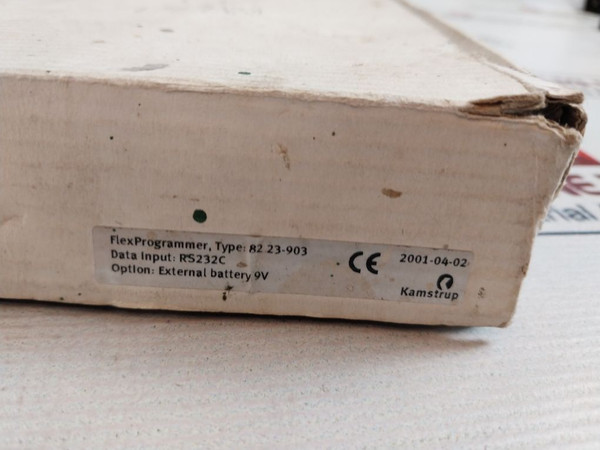 FlexProgrammer, Type: 82 23-903
Data Input: RS232C
Option: External battery 9V
CE
2001-04-02
Kamstrup